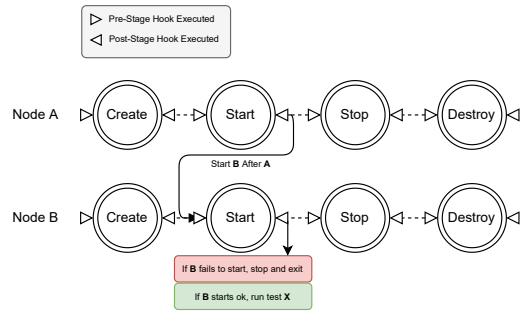 Pre-Stage Hook Executed
Post-Stage Hook Executed
Node A
Create
Start
Stop
Destroy
Start B After A
Node B
Create
Start
Stop
Destroy
If B fails to start, stop and exit
If B starts ok, run test X